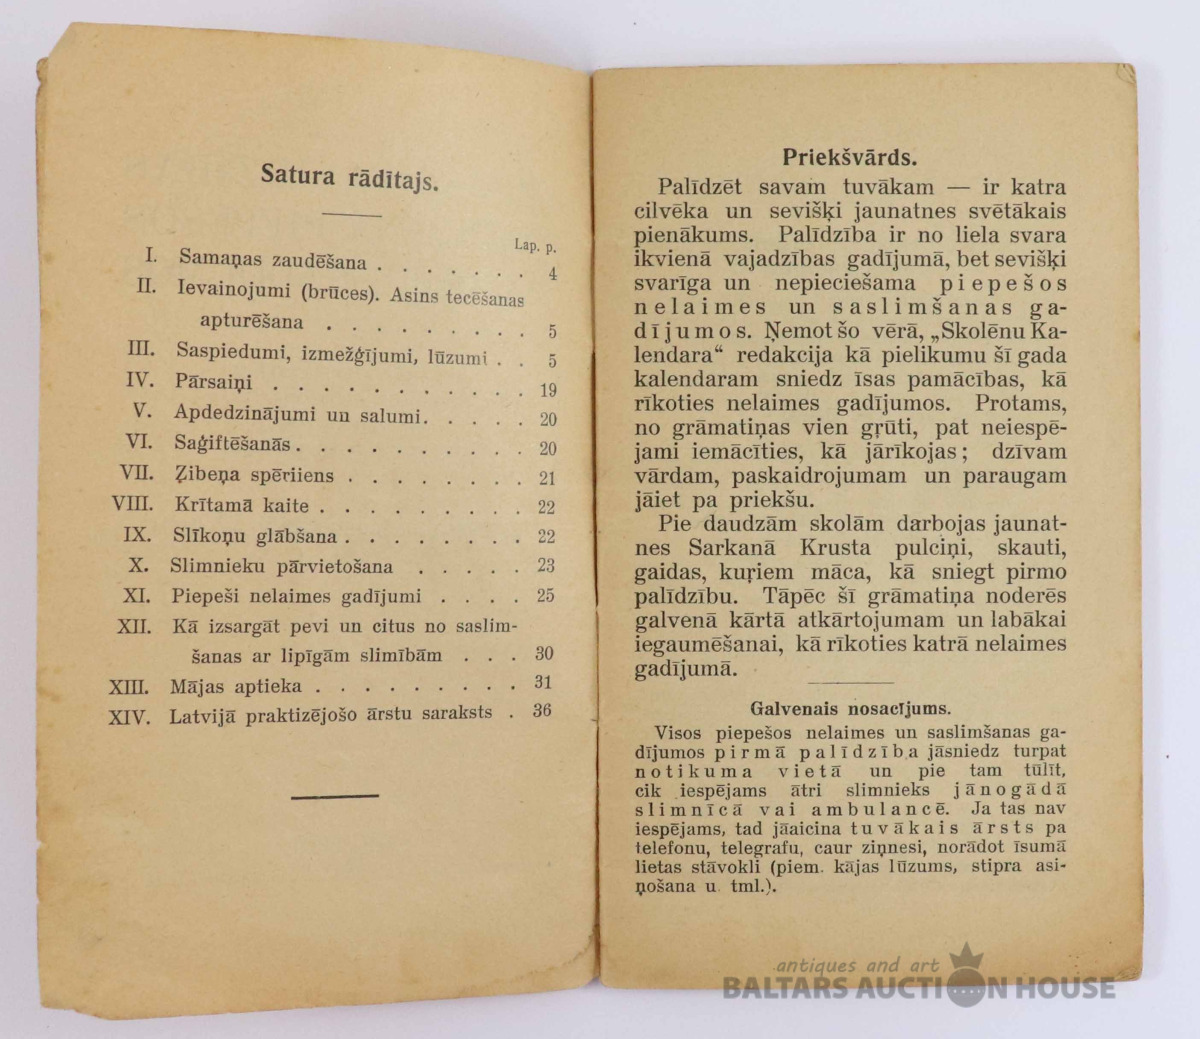 Satura rādītajs.
Lap. p.
I. Samaņas zaudēšana . . . . . . . 4
II. Ievainojumi (brūces). Asins tecēšanas
apturēšana . . . . . . . . . 5
III. Saspiedumi, izmežģījumi, lūzumi . . 5
IV. Pārsaiņi . . . . . . . . . . . 19
V. Apdedzinājumi un salumi. . . . . 20
VI. Saģiftēšanās. . . . . . . . . . 20
VII. Zibeņa spēriiens . . . . . . . . 21
VIII. Krītamā kaite . . . . . . . . . 22
IX. Slīkoņu glābšana . . . . . . . . 22
X. Slimnieku pārvietošana . . . . . 23
XI. Piepeši nelaimes gadījumi . . . . 25
XII. Kā izsargāt pevi un citus no saslim-
šanas ar lipīgām slimībām . . . 30
XIII. Mājas aptieka . . . . . . . . . 31
XIV. Latvijā praktizējošo ārstu saraksts . 36
Priekšvārds.
Palīdzēt savam tuvākam — ir katra
cilvēka un sevišķi jaunatnes svētākais
pienākums. Palīdzība ir no liela svara
ikvienā vajadzības gadījumā, bet sevišķi
svarīga un nepieciešama piepešos
nelaimes un saslimšanas ga-
dījumos. Ņemot šo vērā, „Skolēnu Ka-
lendara“ redakcija kā pielikumu šī gada
kalendaram sniedz īsas pamācības, kā
rīkoties nelaimes gadījumos. Protams,
no grāmatiņas vien gŗūti, pat neiespē-
jami iemācīties, kā jārīkojas; dzīvam
vārdam, paskaidrojumam un paraugam
jāiet pa priekšu.
Pie daudzām skolām darbojas jaunat-
nes Sarkanā Krusta pulciņi, skauti,
gaidas, kuŗiem māca, kā sniegt pirmo
palīdzību. Tāpēc šī grāmatiņa noderēs
galvenā kārtā atkārtojumam un labākai
iegaumēšanai, kā rīkoties katrā nelaimes
gadījumā.
Galvenais nosacījums.
Visos piepešos nelaimes un saslimšanas ga-
dījumos pirmā palīdzība jāsniedz turpat
notikuma vietā un pie tam tūlīt,
cik iespējams ātri slimnieks jānogādā
slimnīcā vai ambulancē. Ja tas nav
iespējams, tad jāaicina tuvākais ārsts pa
telefonu, telegrafu, caur ziņnesi, norādot īsumā
lietas stāvokli (piem. kājas lūzums, stipra asi-
ņošana u. tml.).
antiques and art
BALTARS AUCTION HOUSE